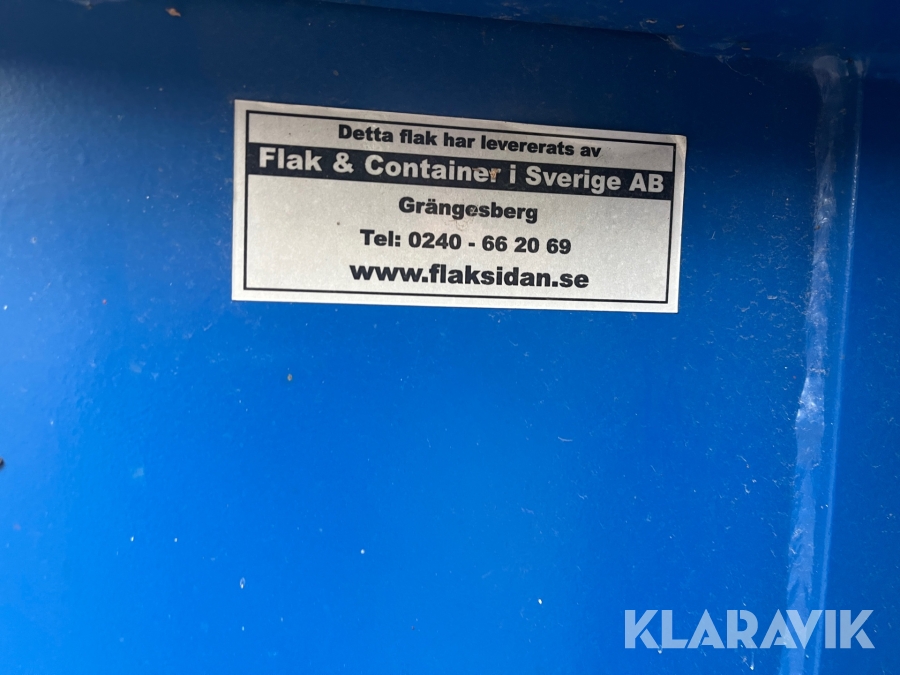 Detta flak har levererats av
Flak & Container i Sverige AB
Grängesberg
Tel: 0240 - 66 20 69
www.flaksidan.se
KLARAVIK